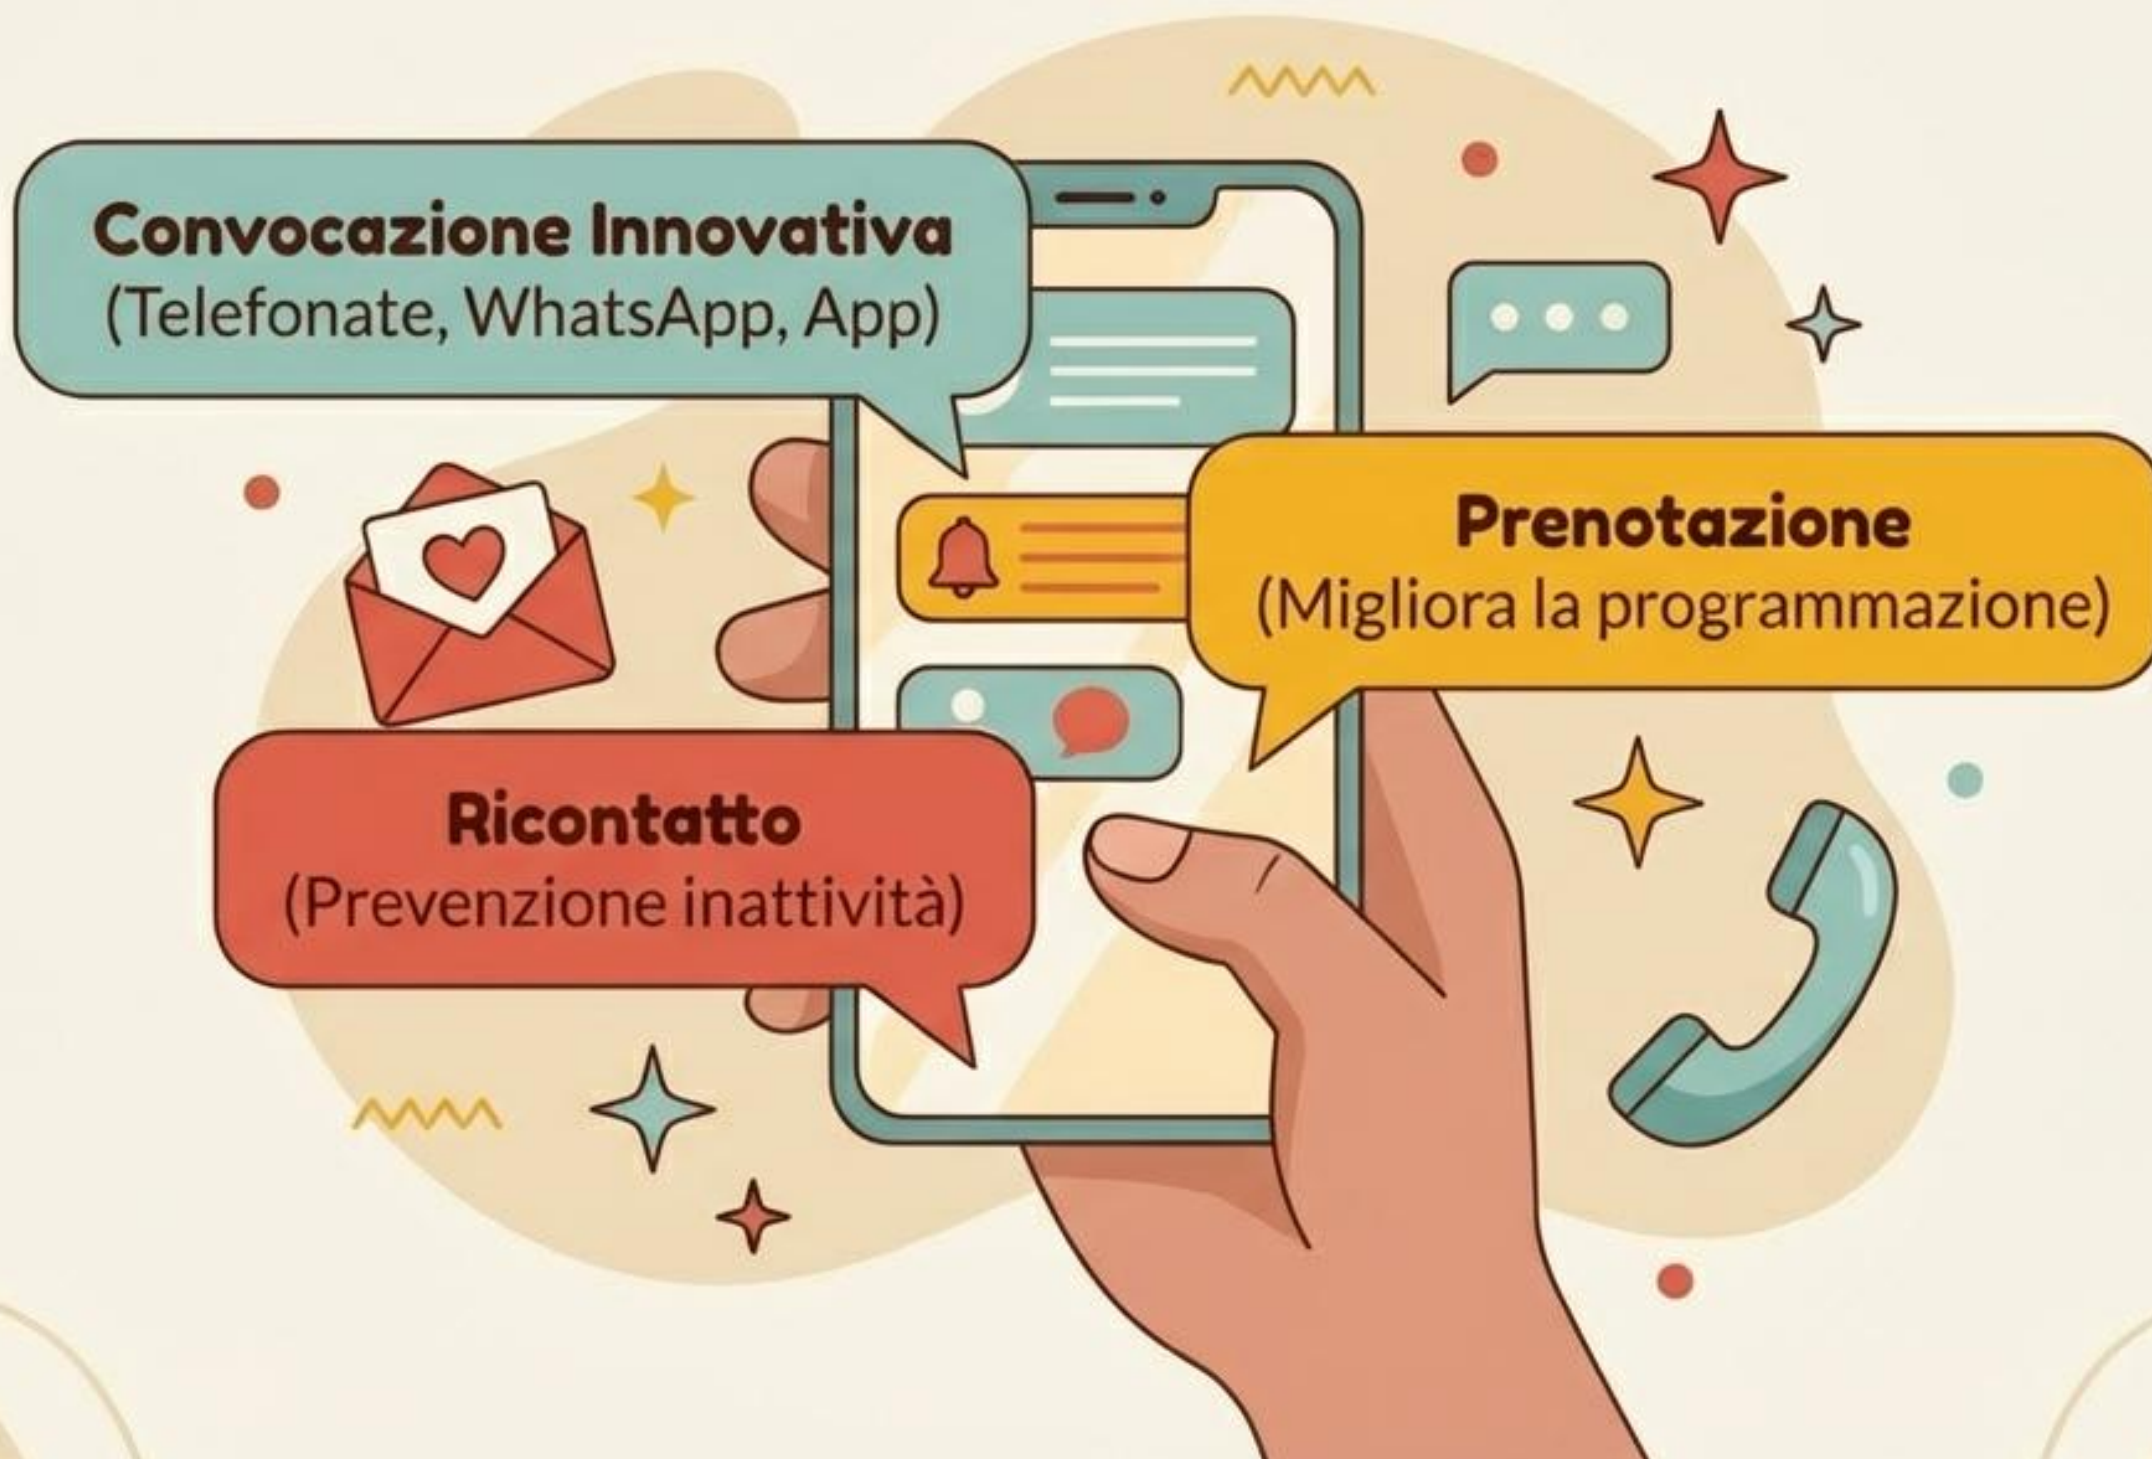 Convocazione Innovativa
(Telefonate, WhatsApp, App)
Prenotazione
(Migliora la programmazione)
Ricontatto
(Prevenzione inattività)